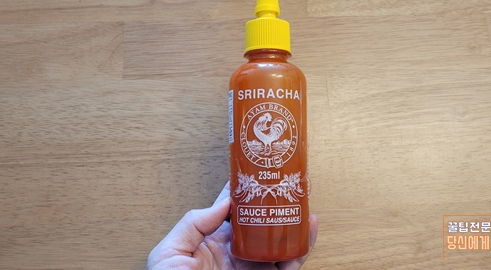 SRIRACHA
AYAM BRAND
235ml
SAUCE PIMENT
HOT CHILI SAUS/SAUCE
꿀팁전문
당신에게